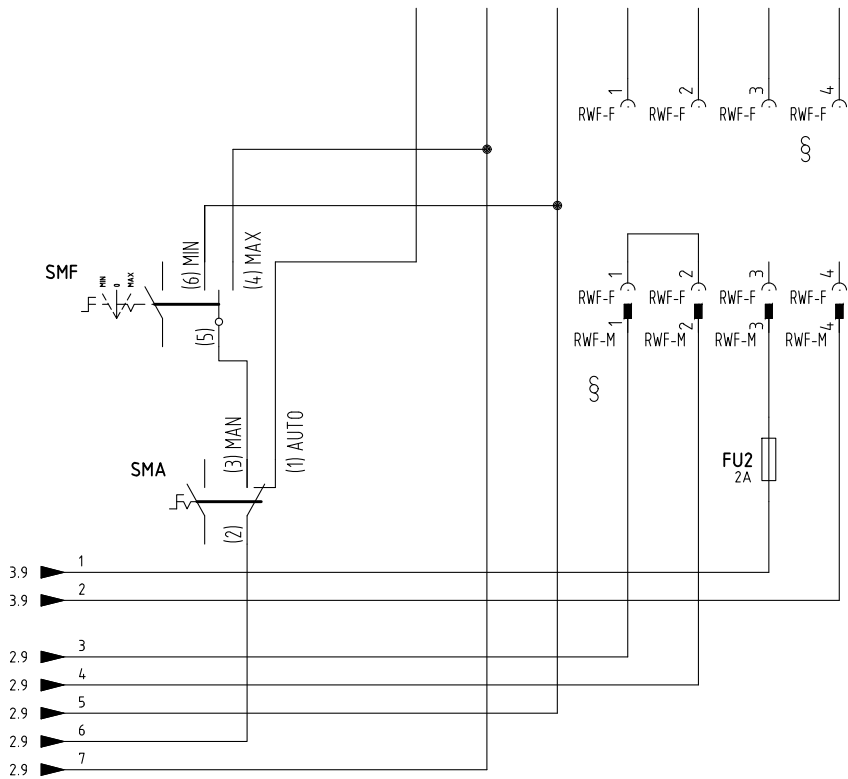 1
2
3
4
RWF-F
RWF-F
RWF-F
RWF-F
§
(6) MIN
(4) MAX
SMF
MIN
0
MAX
(5)
1
2
3
4
RWF-F
RWF-F
RWF-F
RWF-F
1
2
3
4
RWF-M
RWF-M
RWF-M
RWF-M
§
(3) MAN
(1) AUTO
SMA
(2)
FU2
2A
3.9 1
3.9 2
2.9 3
2.9 4
2.9 5
2.9 6
2.9 7